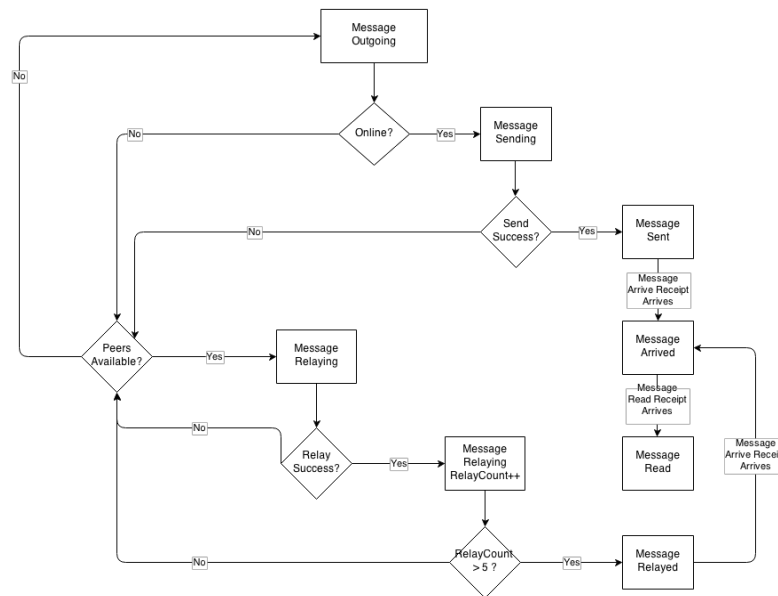 Message
Outgoing
No
Online?
No
Yes
Message
Sending
Send
Success?
No
Yes
Message
Sent
Message
Arrive Receipt
Arrives
Peers
Available?
Yes
Message
Relaying
Message
Arrived
Message
Read Receipt
Arrives
No
Relay
Success?
Yes
Message
Relaying
RelayCount++
Message
Read
Message
Arrive Recei
Arrives
No
RelayCount
> 5 ?
Yes
Message
Relayed